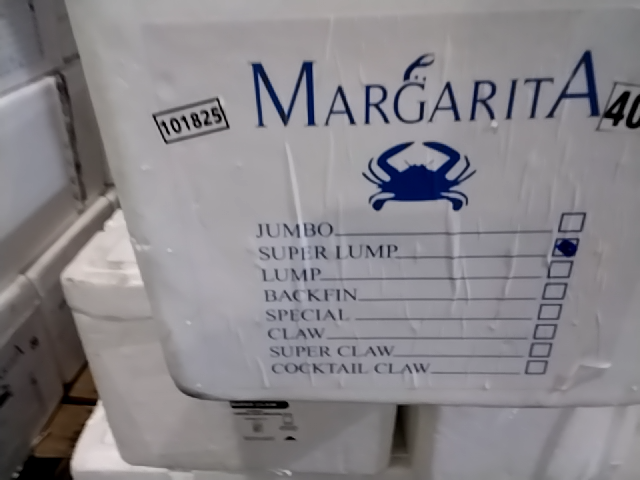 MARGARITA
101825
40
JUMBO
SUPER LUMP
LUMP
BACKFIN
SPECIAL
CLAW
SUPER CLAW
COCKTAIL CLAW